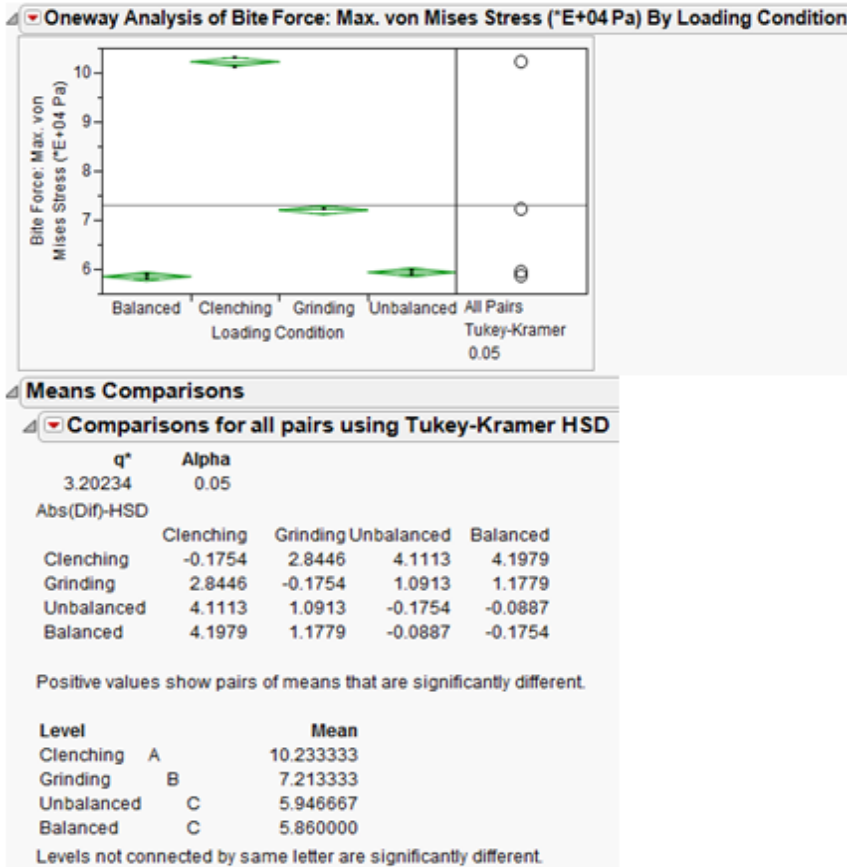 Oneway Analysis of Bite Force: Max. von Mises Stress (*E+04 Pa) By Loading Condition
Bite Force: Max. von
Mises Stress (*E+04 Pa)
10
9
8
7
6
Balanced Clenching Grinding Unbalanced All Pairs
Loading Condition Tukey-Kramer
0.05
Means Comparisons
Comparisons for all pairs using Tukey-Kramer HSD
q* Alpha
3.20234 0.05
Abs(Dif)-HSD
Clenching Grinding Unbalanced Balanced
Clenching -0.1754 2.8446 4.1113 4.1979
Grinding 2.8446 -0.1754 1.0913 1.1779
Unbalanced 4.1113 1.0913 -0.1754 -0.0887
Balanced 4.1979 1.1779 -0.0887 -0.1754
Positive values show pairs of means that are significantly different.
Level Mean
Clenching A 10.233333
Grinding B 7.213333
Unbalanced C 5.946667
Balanced C 5.860000
Levels not connected by same letter are significantly different.